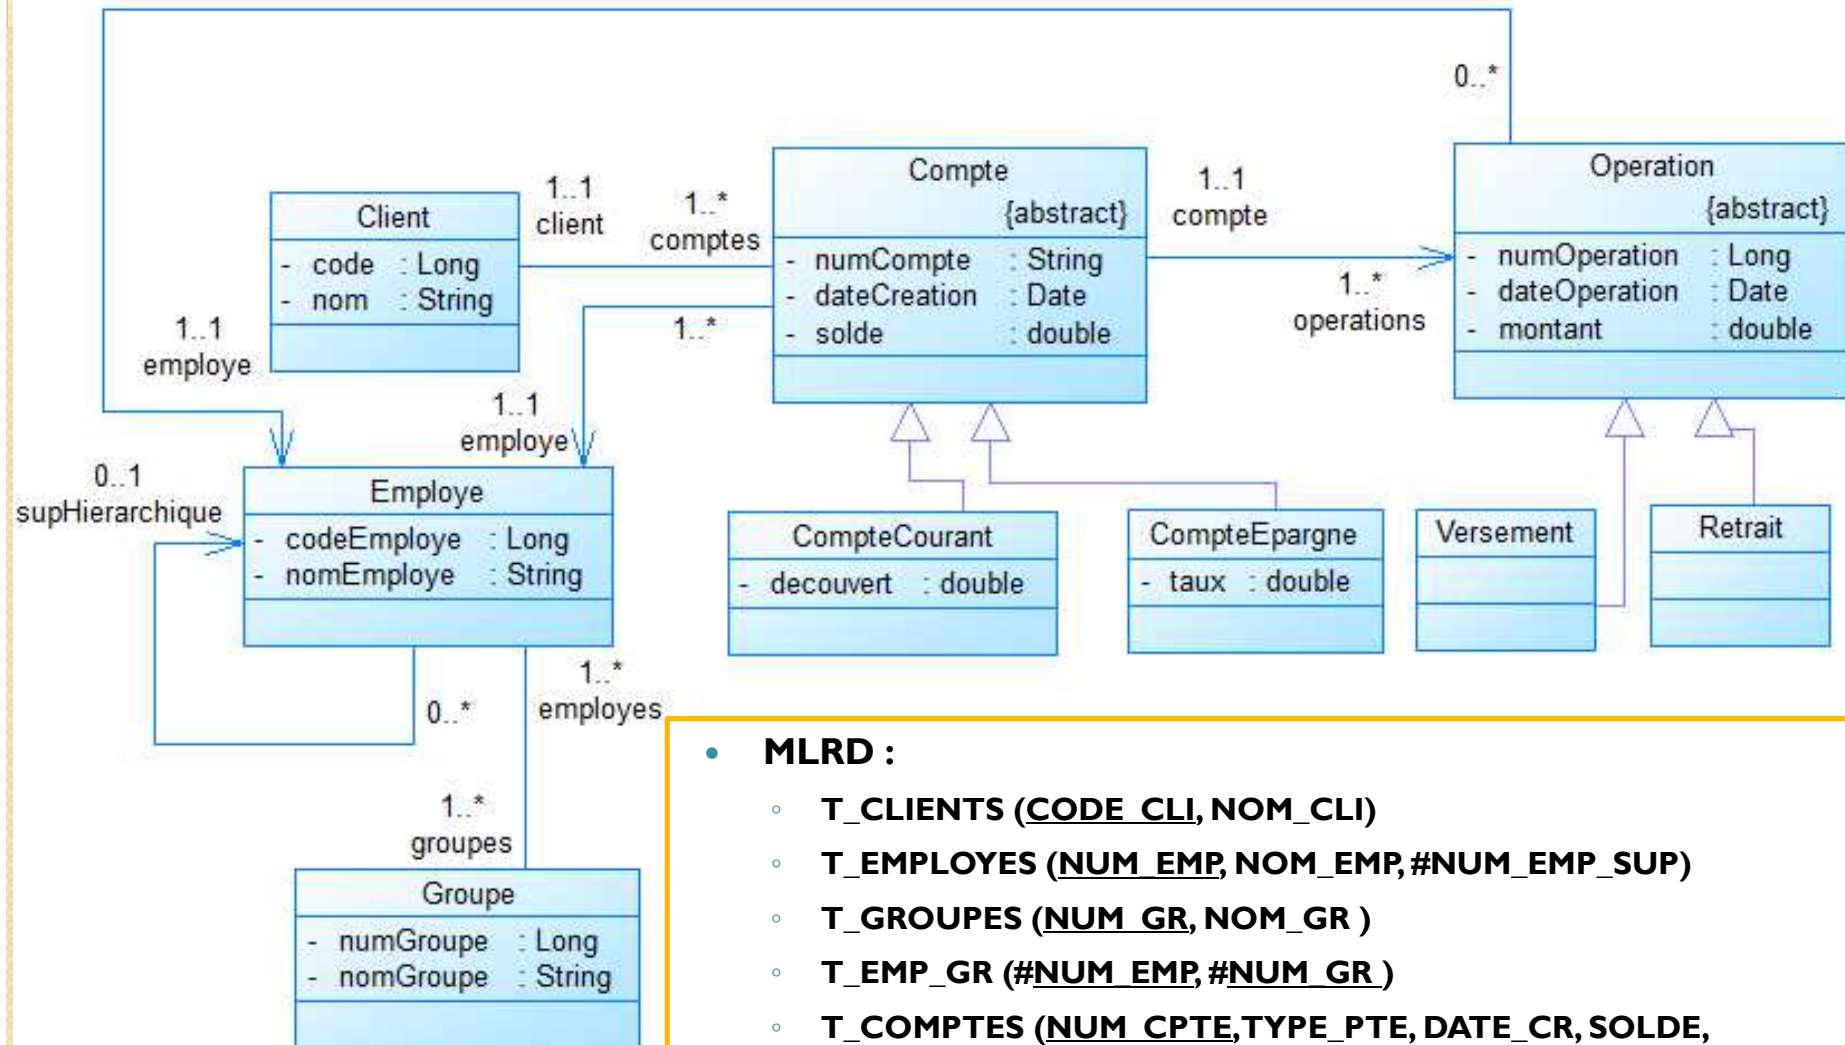 0..*
Compte
{abstract}
- numCompte : String
- dateCreation : Date
- solde : double
1..1
compte
1..*
operations
Operation
{abstract}
- numOperation : Long
- dateOperation : Date
- montant : double
1..1
client
1..*
comptes
Client
- code : Long
- nom : String
1..1
employe
1..*
1..1
employe
0..1
supHierarchique
Employe
- codeEmploye : Long
- nomEmploye : String
CompteCourant
- decouvert : double
CompteEpargne
- taux : double
Versement
Retrait
0..*
1..*
employes
1..*
groupes
Groupe
- numGroupe : Long
- nomGroupe : String
• MLRD :
◦ T_CLIENTS (CODE_CLI, NOM_CLI)
◦ T_EMPLOYES (NUM_EMP, NOM_EMP, #NUM_EMP_SUP)
◦ T_GROUPES (NUM_GR, NOM_GR )
◦ T_EMP_GR (#NUM_EMP, #NUM_GR )
◦ T_COMPTES (NUM_CPTE,TYPE_PTE, DATE_CR, SOLDE,